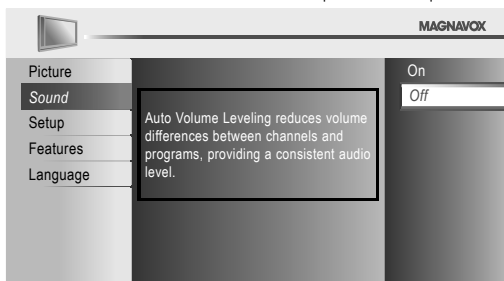 MAGNAVOX
Picture
Sound
Setup
Features
Language
Auto Volume Leveling reduces volume
differences between channels and
programs, providing a consistent audio
level.
On
Off